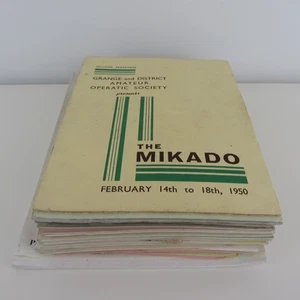 GRANGE and DISTRICT
AMATEUR
OPERATIC SOCIETY
presents
THE
MIKADO
FEBRUARY 14th to 18th, 1950